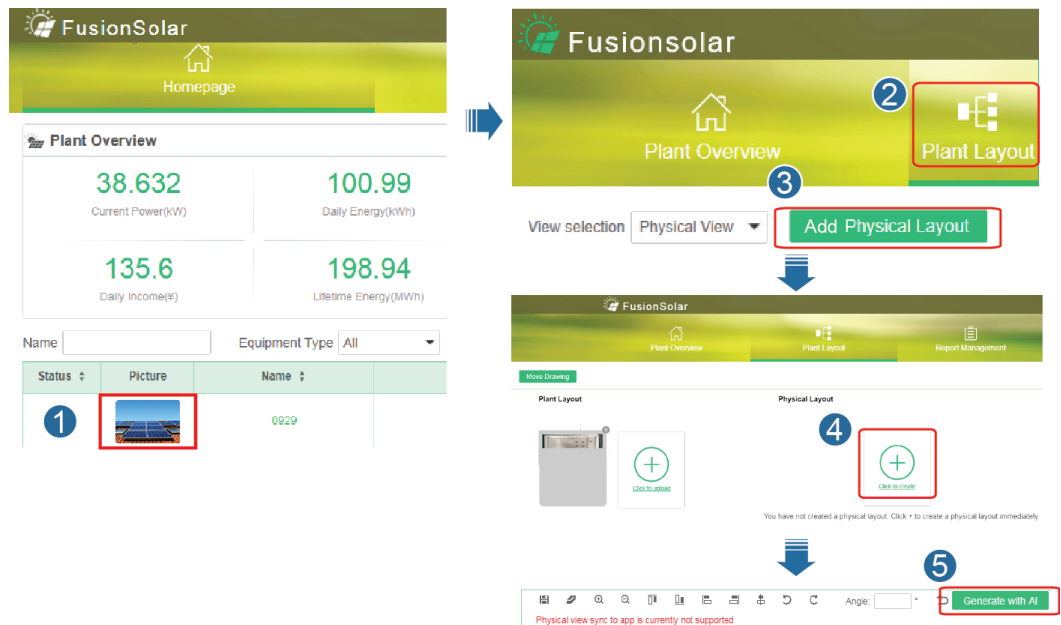 FusionSolar
Homepage
Plant Overview
38.632
Current Power(kW)
100.99
Daily Energy(kWh)
135.6
Daily Income(¥)
198.94
Lifetime Energy(MWh)
Name
Equipment Type All
Status Picture Name
1
0929
Fusionsolar
2
Plant Overview
Plant Layout
3
View selection Physical View Add Physical Layout
FusionSolar
Plant Overview Plant Layout Report Management
Move Drawing
Plant Layout Physical Layout
4
Click to upload
Click to create
You have not created a physical layout. Click + to create a physical layout immediately
5
Angle: ° Generate with AI
Physical view sync to app is currently not supported